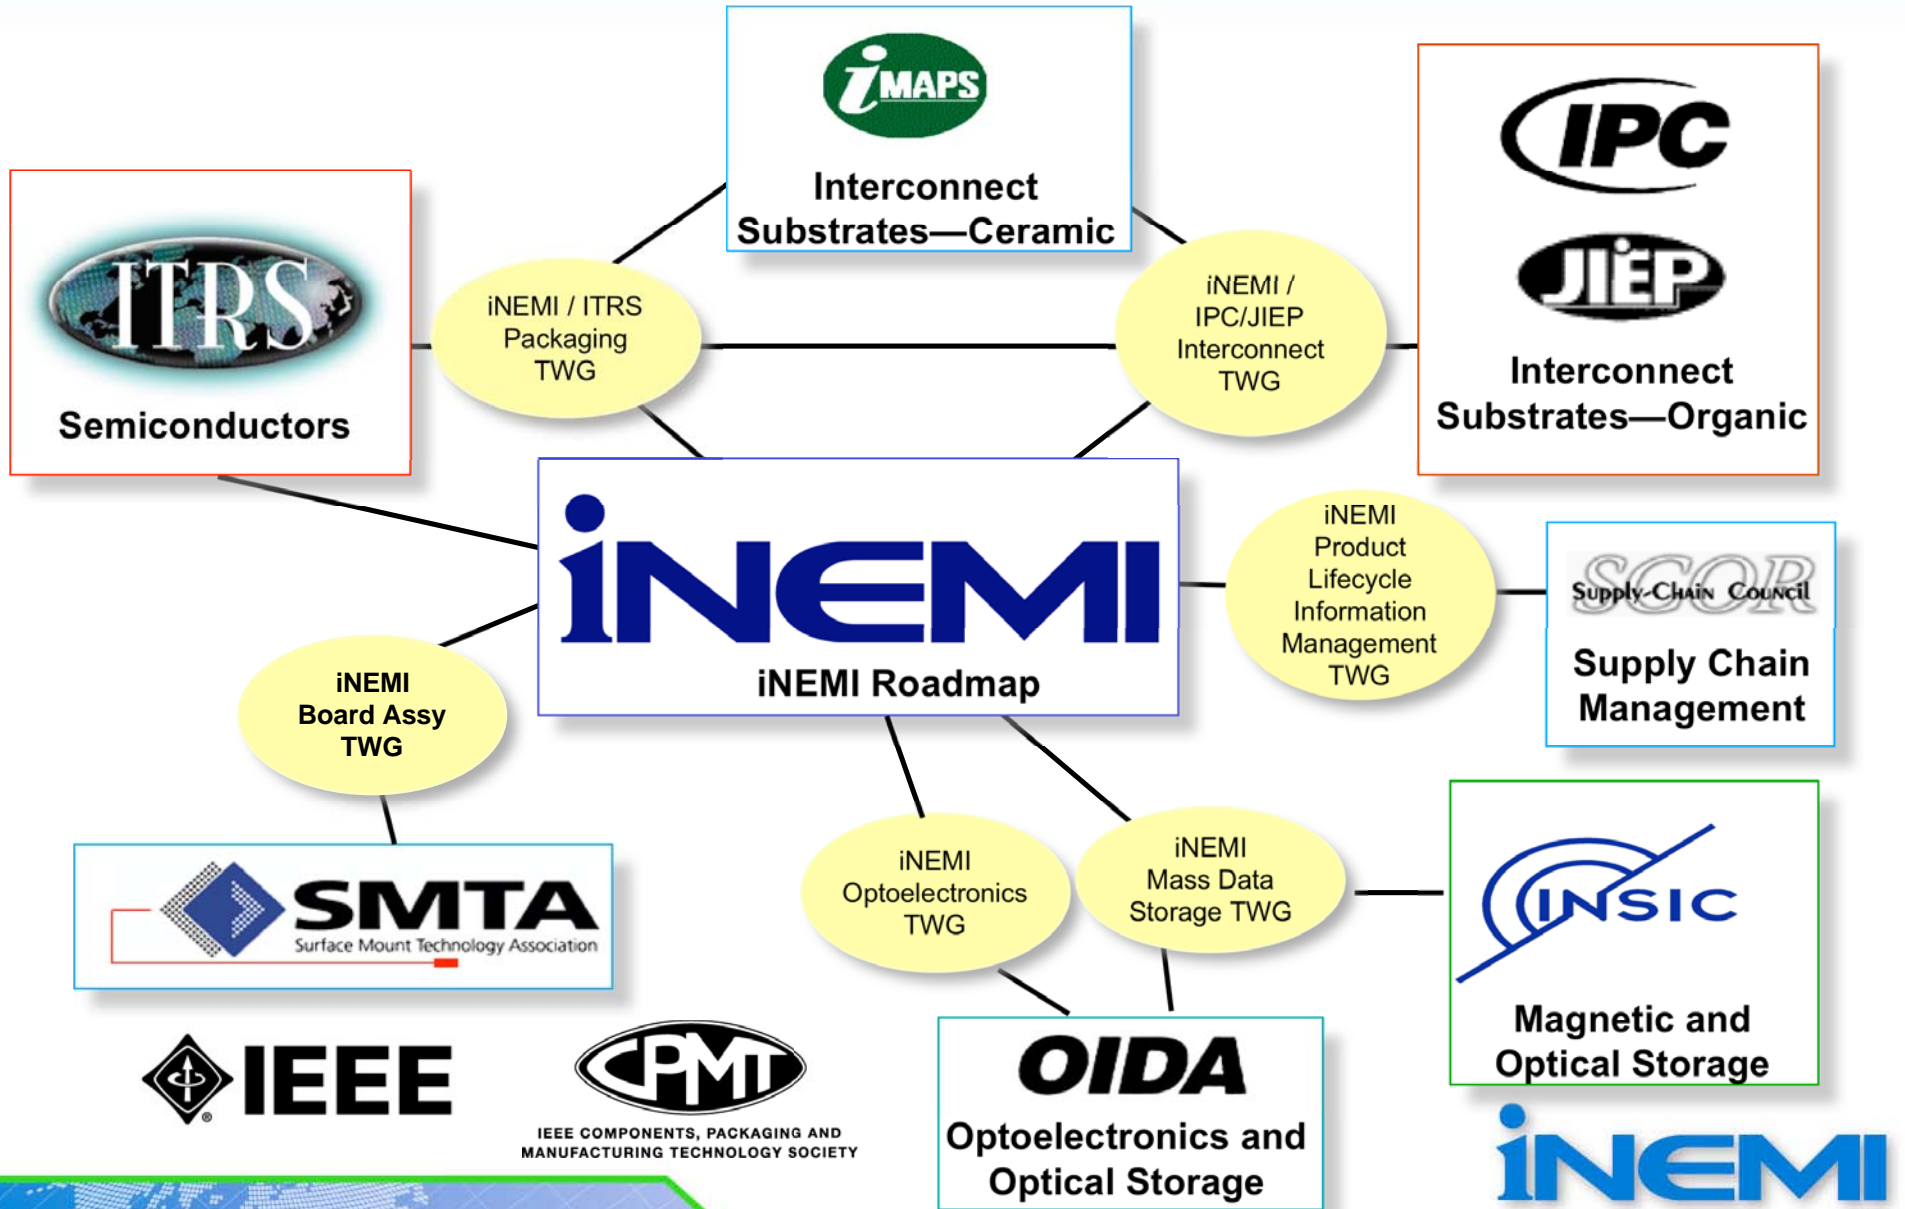 iMAPS
Interconnect
Substrates—Ceramic
IPC
JIEP
Interconnect
Substrates—Organic
ITRS
Semiconductors
iNEMI / ITRS
Packaging
TWG
iNEMI /
IPC/JIEP
Interconnect
TWG
iNEMI
iNEMI Roadmap
iNEMI
Product
Lifecycle
Information
Management
TWG
SCOR
Supply-Chain Council
Supply Chain
Management
iNEMI
Board Assy
TWG
SMTA
Surface Mount Technology Association
iNEMI
Optoelectronics
TWG
iNEMI
Mass Data
Storage TWG
INSIC
Magnetic and
Optical Storage
IEEE
®
CPMT
IEEE COMPONENTS, PACKAGING AND
MANUFACTURING TECHNOLOGY SOCIETY
OIDA
Optoelectronics and
Optical Storage
iNEMI